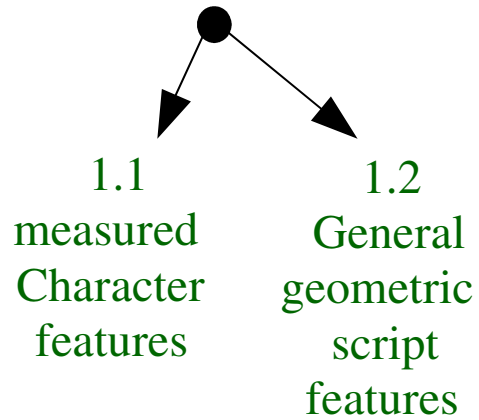 1.1
measured
Character
features
1.2
General
geometric
script
features